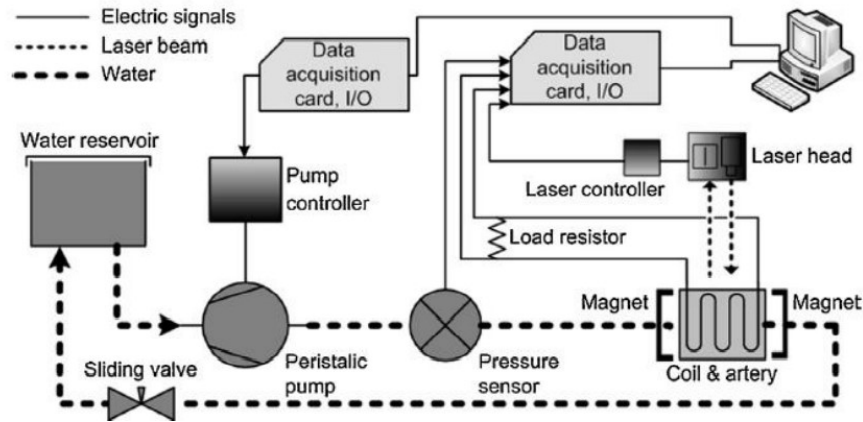 Electric signals
Laser beam
Water
Data
acquisition
card, I/O
Data
acquisition
card, I/O
Water reservoir
Pump
controller
Laser controller
Laser head
Load resistor
Magnet
Magnet
Sliding valve
Peristalic
pump
Pressure
sensor
Coil & artery